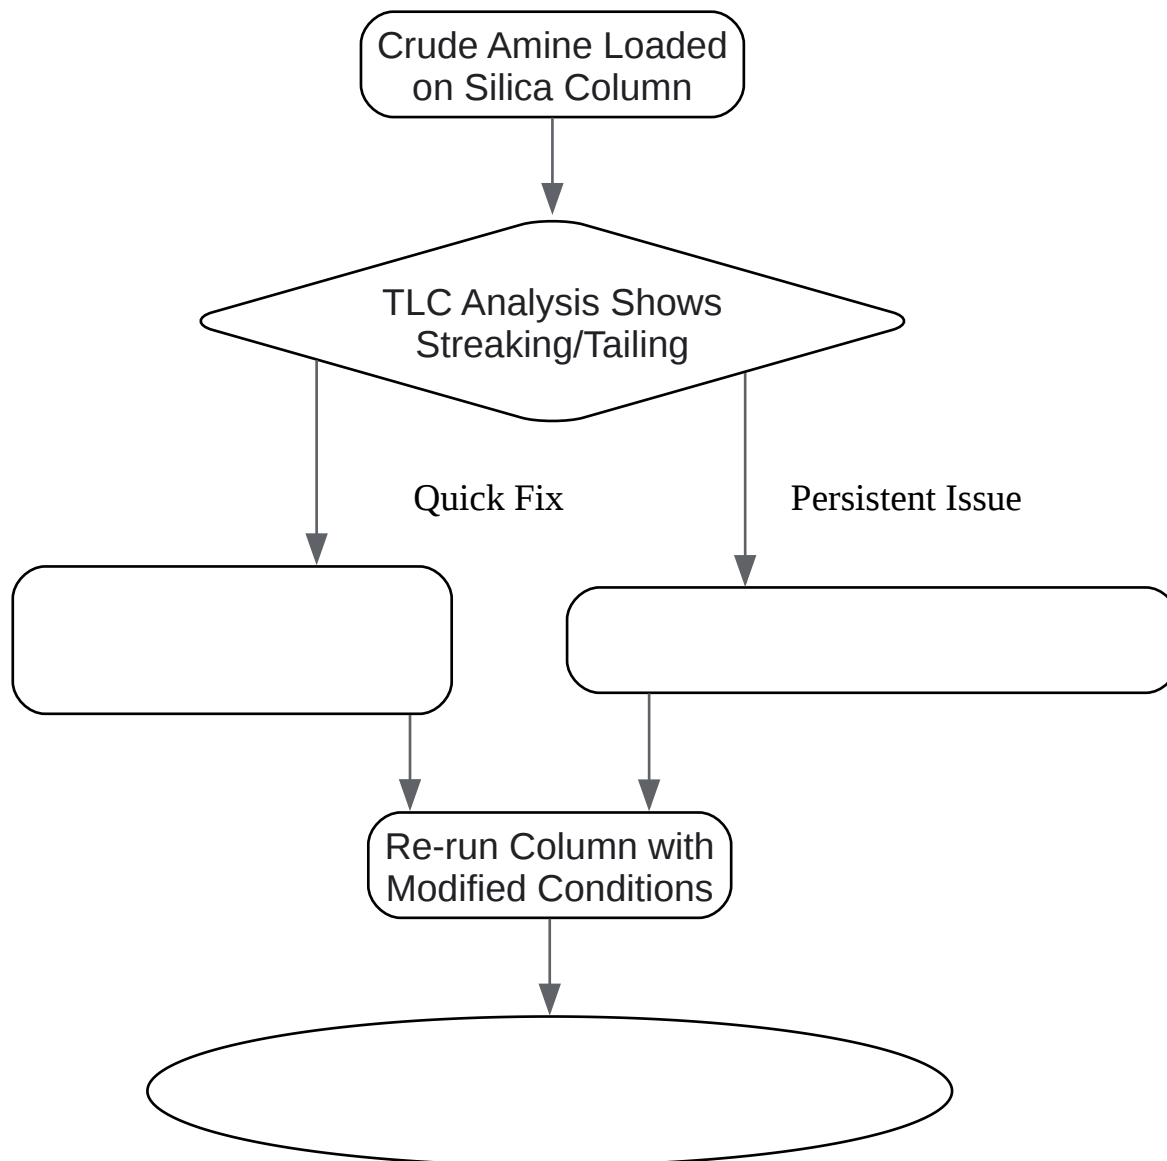 Crude Amine Loaded
on Silica Column
TLC Analysis Shows
Streaking/Tailing
Quick Fix
Persistent Issue
Re-run Column with
Modified Conditions